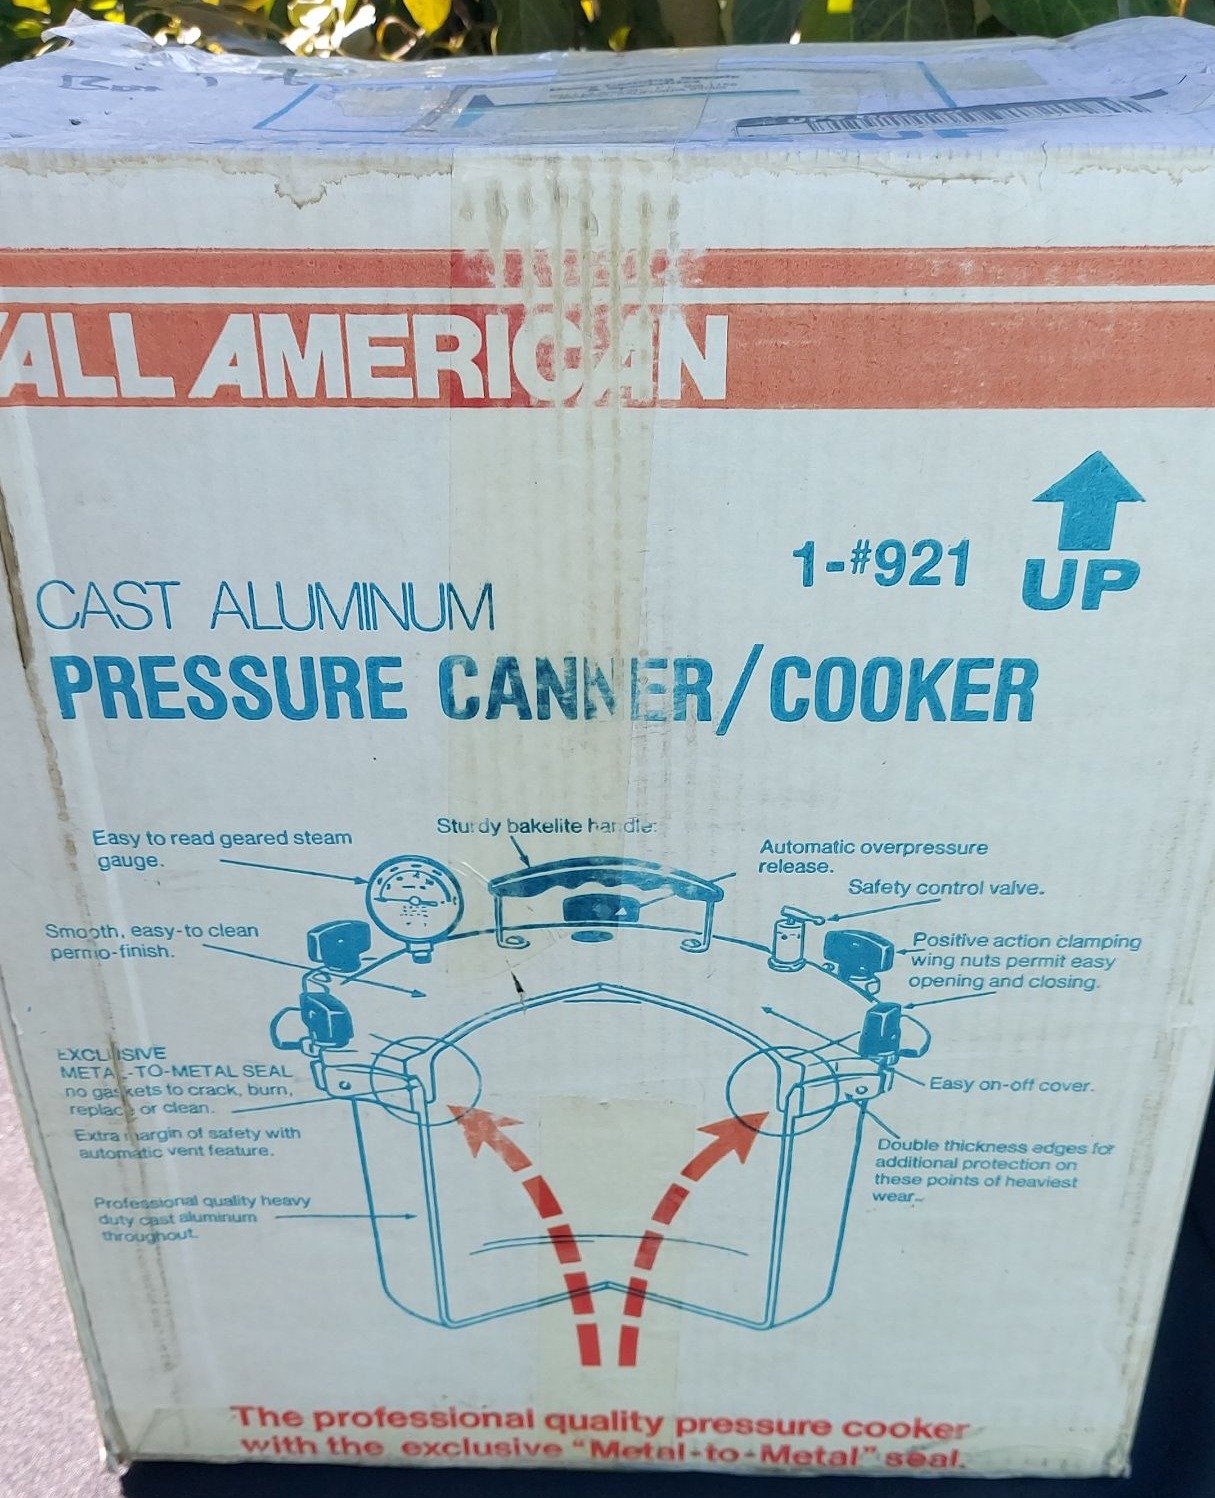 UP
ALL AMERICAN
1-#921
UP
CAST ALUMINUM
PRESSURE CANNER/COOKER
Easy to read geared steam
gauge.
Sturdy bakelite handle.
Automatic overpressure
release.
Safety control valve.
Smooth, easy-to clean
permo-finish.
Positive action clamping
wing nuts permit easy
opening and closing.
EXCLUSIVE
METAL-TO-METAL SEAL
no gaskets to crack, burn,
replace or clean.
Easy on-off cover.
Extra margin of safety with
automatic vent feature.
Double thickness edges for
additional protection on
these points of heaviest
wear.
Professional quality heavy
duty cast aluminum
throughout.
The professional quality pressure cooker
with the exclusive "Metal-to-Metal" seal.